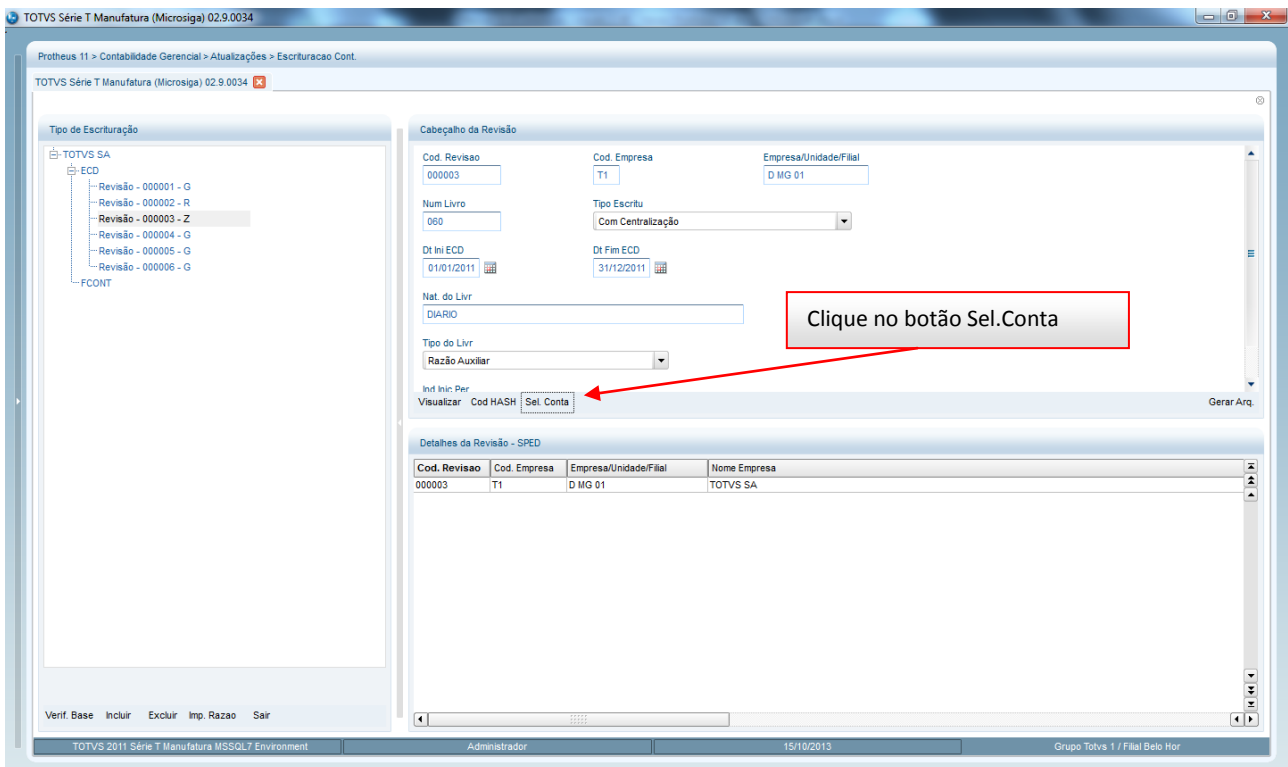 TOTVS Série T Manufatura (Microsiga) 02.9.0034
Protheus 11 > Contabilidade Gerencial > Atualizações > Escrituracao Cont.
TOTVS Série T Manufatura (Microsiga) 02.9.0034
Tipo de Escrituração
TOTVS SA
ECD
Revisão - 000001 - G
Revisão - 000002 - R
Revisão - 000003 - Z
Revisão - 000004 - G
Revisão - 000005 - G
Revisão - 000006 - G
FCONT
Verif. Base Incluir Excluir Imp. Razao Sair
Cabeçalho da Revisão
Cod. Revisao Cod. Empresa Empresa/Unidade/Filial
000003 T1 D MG 01
Num Livro Tipo Escritu
060 Com Centralização
Dt Ini ECD Dt Fim ECD
01/01/2011 31/12/2011
Nat. do Livr
DIARIO
Clique no botão Sel.Conta
Tipo do Livr
Razão Auxiliar
Ind Inic Per
Visualizar Cod HASH Sel. Conta Gerar Arq.
Detalhes da Revisão - SPED
Cod. Revisao Cod. Empresa Empresa/Unidade/Filial Nome Empresa
000003 T1 D MG 01 TOTVS SA
TOTVS 2011 Série T Manufatura MSSQL7 Environment Administrador 15/10/2013 Grupo Totvs 1 / Filial Belo Hor